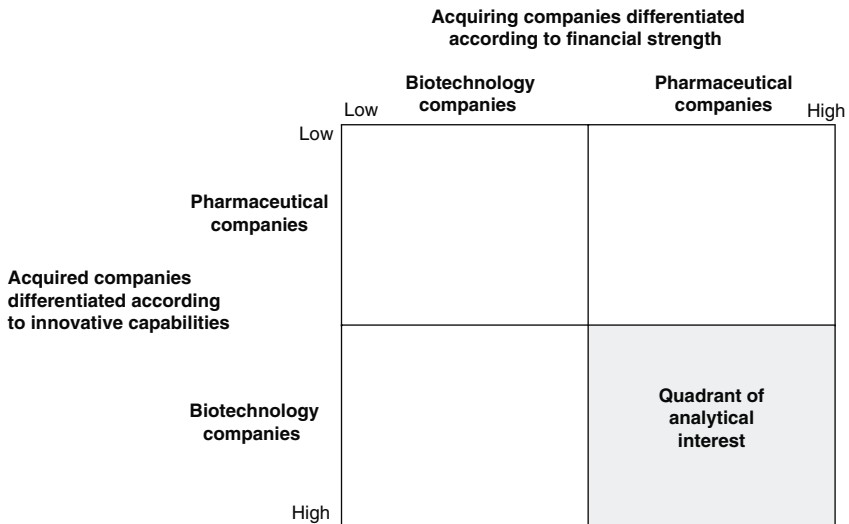 Acquiring companies differentiated
according to financial strength
Biotechnology
companies
Pharmaceutical
companies
Low
High
Low
Pharmaceutical
companies
Acquired companies
differentiated according
to innovative capabilities
Biotechnology
companies
Quadrant of
analytical
interest
High